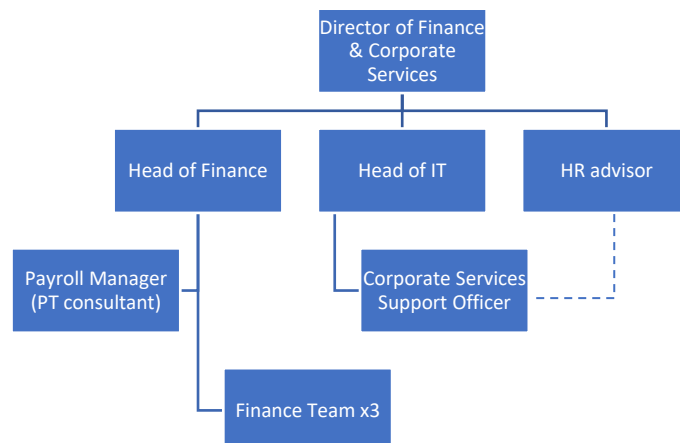 Director of Finance
& Corporate
Services
Head of Finance
Head of IT
HR advisor
Payroll Manager
(PT consultant)
Corporate Services
Support Officer
Finance Team x3